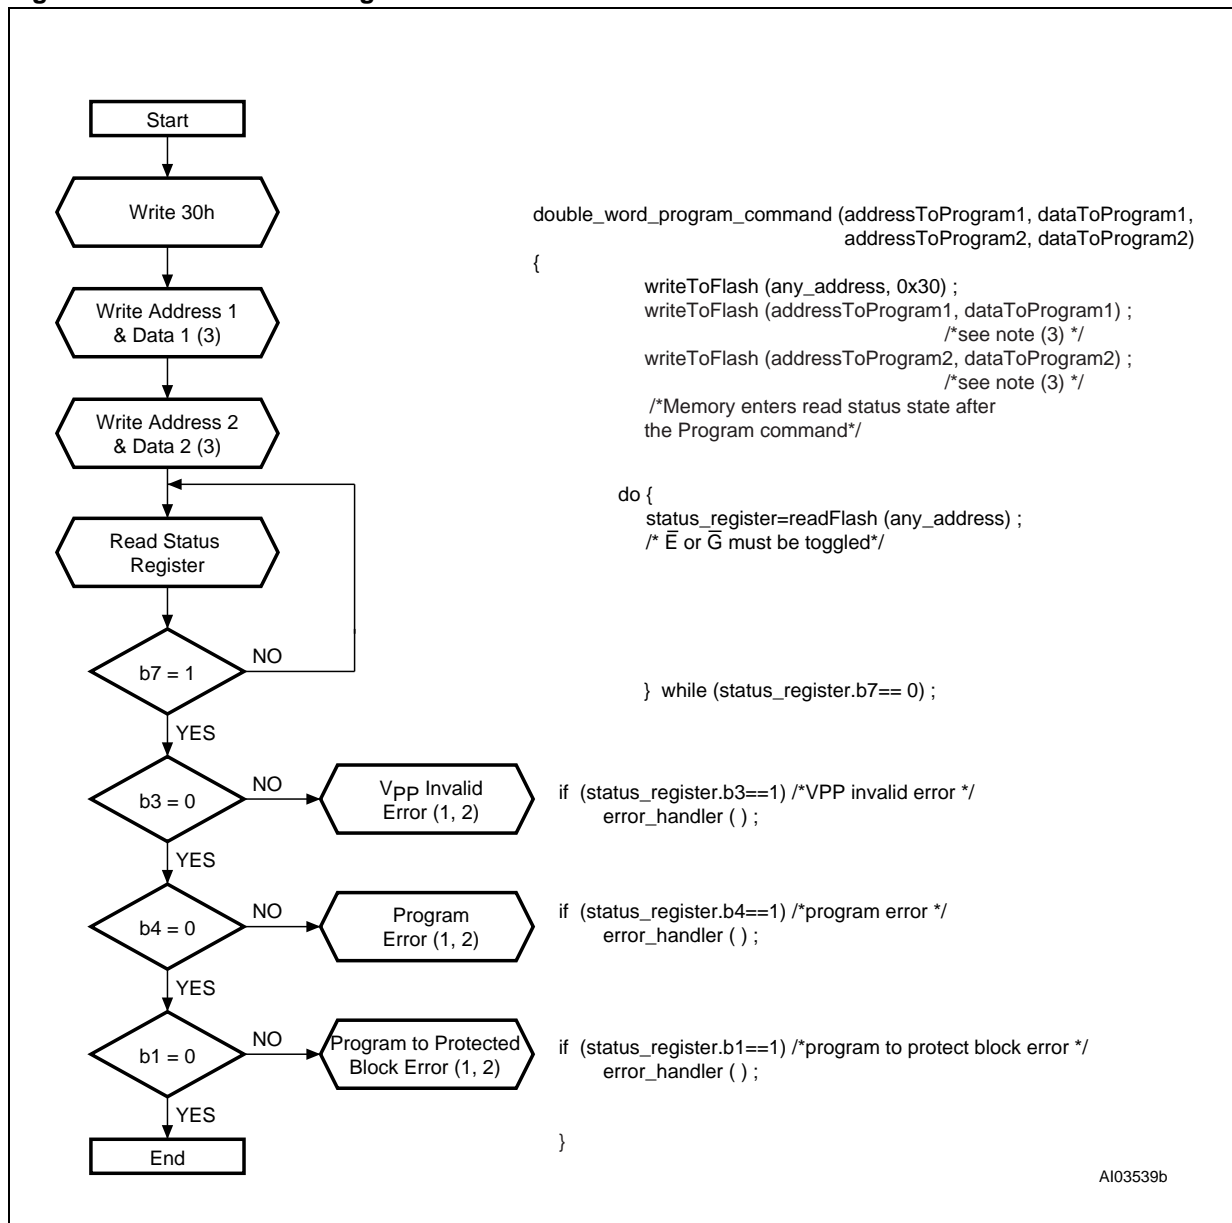 Start
Write 30h
Write Address 1
& Data 1 (3)
Write Address 2
& Data 2 (3)
Read Status
Register
b7 = 1
NO
YES
b3 = 0
NO
VPP Invalid
Error (1, 2)
YES
b4 = 0
NO
Program
Error (1, 2)
YES
b1 = 0
NO
Program to Protected
Block Error (1, 2)
YES
End
double_word_program_command (addressToProgram1, dataToProgram1,
addressToProgram2, dataToProgram2)
{
writeToFlash (any_address, 0x30) ;
writeToFlash (addressToProgram1, dataToProgram1) ;
/*see note (3) */
writeToFlash (addressToProgram2, dataToProgram2) ;
/*see note (3) */
/*Memory enters read status state after
the Program command*/
do {
status_register=readFlash (any_address) ;
/* E̅ or G̅ must be toggled*/
} while (status_register.b7== 0) ;
if (status_register.b3==1) /*VPP invalid error */
error_handler ( ) ;
if (status_register.b4==1) /*program error */
error_handler ( ) ;
if (status_register.b1==1) /*program to protect block error */
error_handler ( ) ;
}
AI03539b